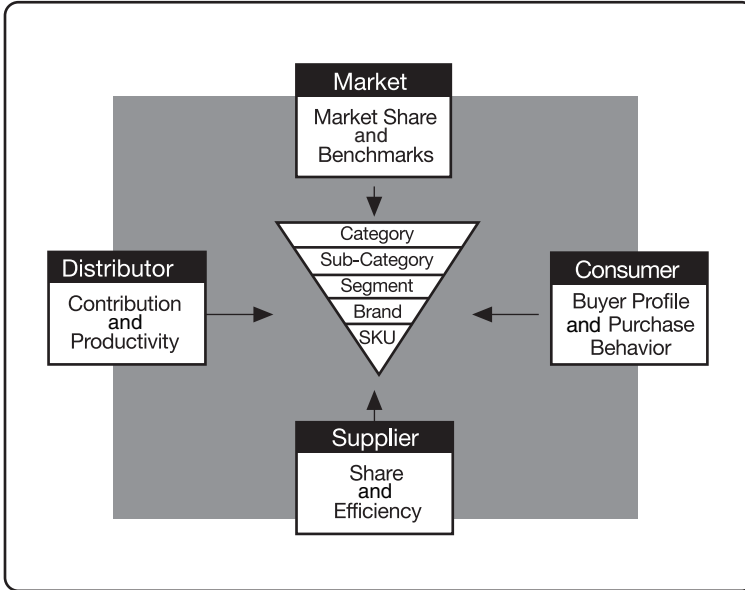 Market
Market Share
and
Benchmarks
Category
Sub-Category
Segment
Brand
SKU
Distributor
Contribution
and
Productivity
Consumer
Buyer Profile
and Purchase
Behavior
Supplier
Share
and
Efficiency